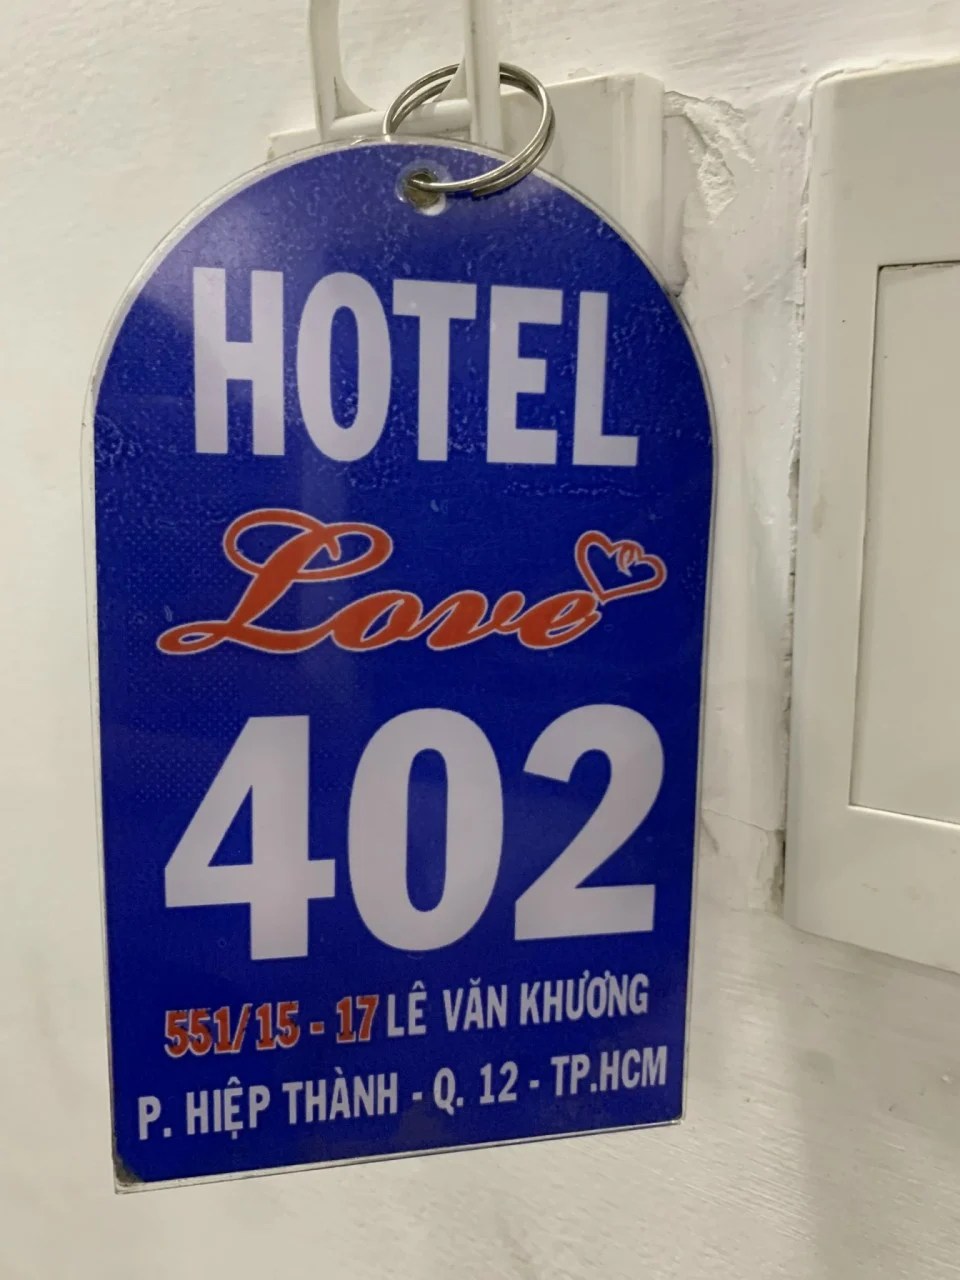 HOTEL
Love
402
551/15 - 17 LÊ VĂN KHƯƠNG
P. HIỆP THÀNH - Q. 12 - TP.HCM